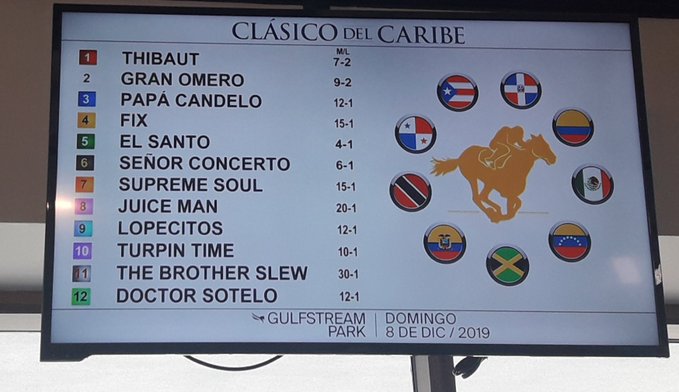 CLÁSICO DEL CARIBE
M/L
1 THIBAUT 7-2
2 GRAN OMERO 9-2
3 PAPÁ CANDELO 12-1
4 FIX 15-1
5 EL SANTO 4-1
6 SEÑOR CONCERTO 6-1
7 SUPREME SOUL 15-1
8 JUICE MAN 20-1
9 LOPECITOS 12-1
10 TURPIN TIME 10-1
11 THE BROTHER SLEW 30-1
12 DOCTOR SOTELO 12-1
GULFSTREAM PARK
DOMINGO
8 DE DIC / 2019